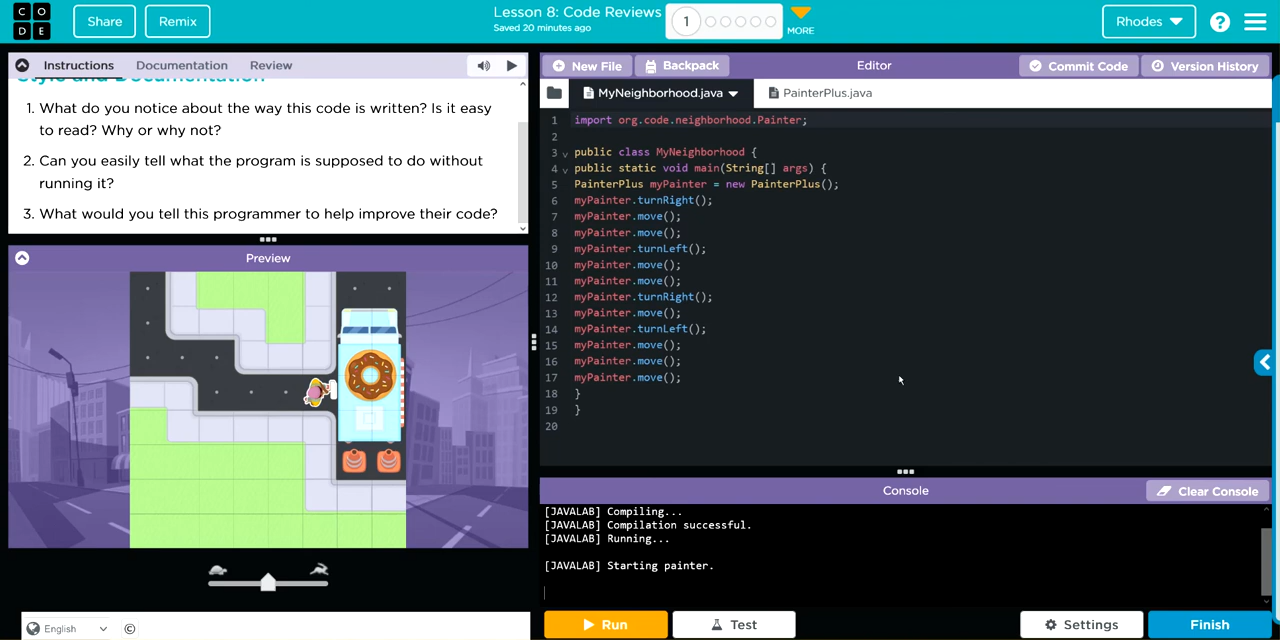 CO
DE
Share
Remix
Lesson 8: Code Reviews
Saved 20 minutes ago
1
MORE
Rhodes
?
Instructions
Documentation
Review
Style and Documentation
1. What do you notice about the way this code is written? Is it easy
to read? Why or why not?
2. Can you easily tell what the program is supposed to do without
running it?
3. What would you tell this programmer to help improve their code?
Preview
English
©
New File
Backpack
Editor
Commit Code
Version History
MyNeighborhood.java
PainterPlus.java
1 import org.code.neighborhood.Painter;
2
3 public class MyNeighborhood {
4 public static void main(String[] args) {
5 PainterPlus myPainter = new PainterPlus();
6 myPainter.turnRight();
7 myPainter.move();
8 myPainter.move();
9 myPainter.turnLeft();
10 myPainter.move();
11 myPainter.move();
12 myPainter.turnRight();
13 myPainter.move();
14 myPainter.turnLeft();
15 myPainter.move();
16 myPainter.move();
17 myPainter.move();
18 }
19 }
20
Console
Clear Console
[JAVALAB] Compiling...
[JAVALAB] Compilation successful.
[JAVALAB] Running...
[JAVALAB] Starting painter.
Run
Test
Settings
Finish